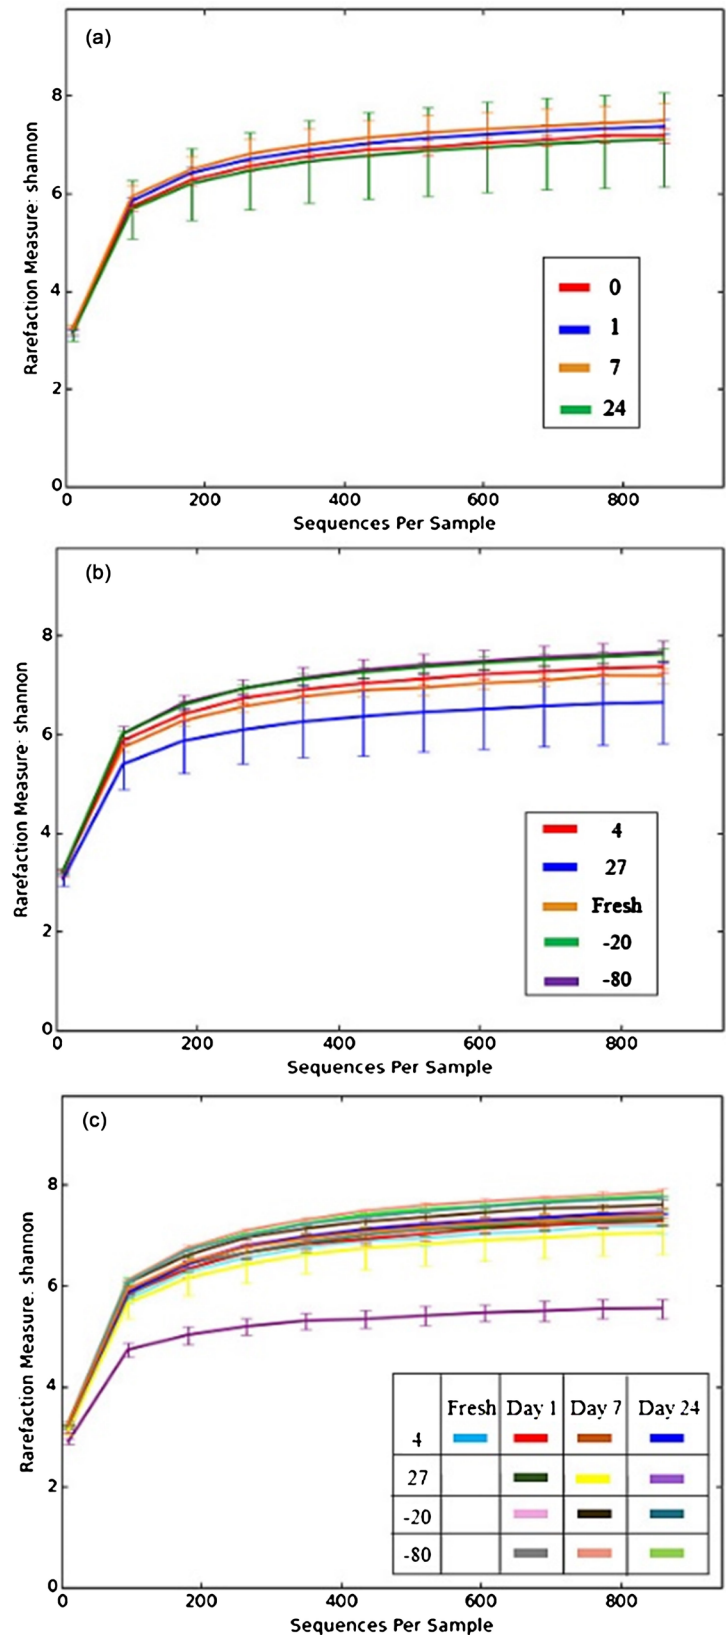 (a)
8
6
4
2
0
Rarefaction Measure: shannon
0
1
7
24
0 200 400 600 800
Sequences Per Sample
(b)
8
6
4
2
0
Rarefaction Measure: shannon
4
27
Fresh
-20
-80
0 200 400 600 800
Sequences Per Sample
(c)
8
6
4
2
0
Rarefaction Measure. shannon
Fresh Day 1 Day 7 Day 24
4
27
-20
-80
0 200 400 600 800
Sequences Per Sample